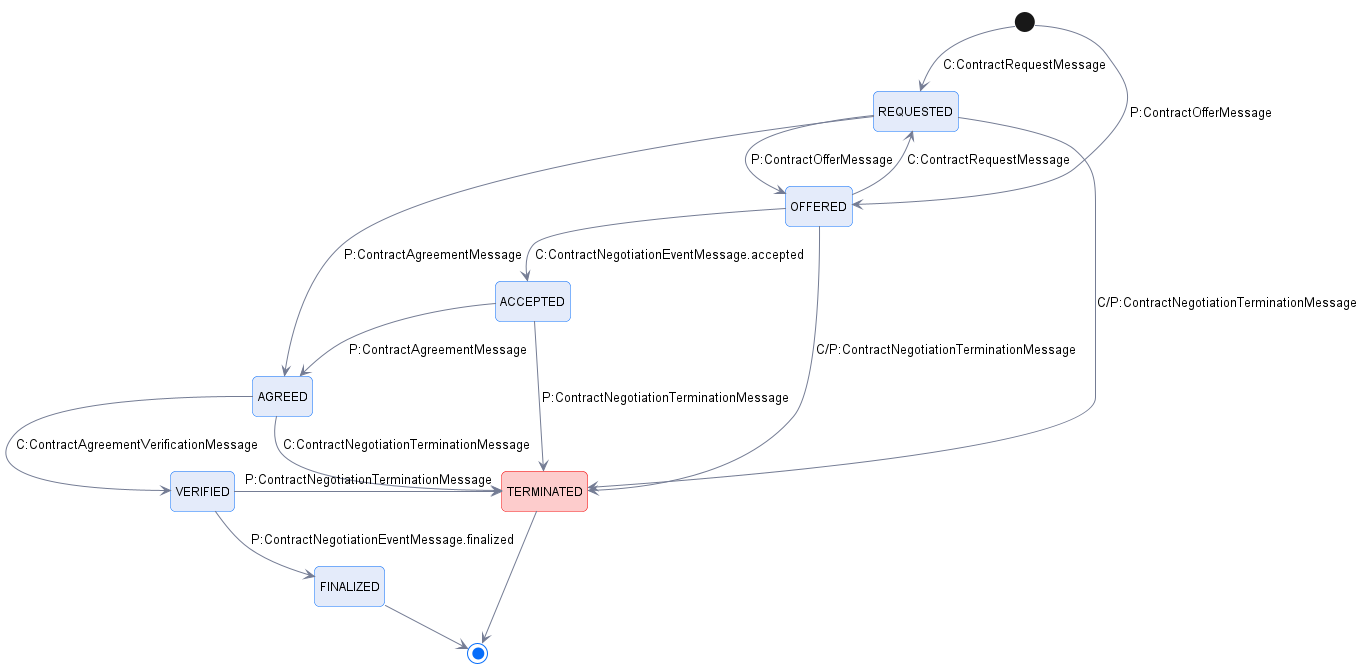 C:ContractRequestMessage
REQUESTED
P:ContractOfferMessage
P:ContractOfferMessage
C:ContractRequestMessage
OFFERED
P:ContractAgreementMessage
C:ContractNegotiationEventMessage.accepted
ACCEPTED
C/P:ContractNegotiationTerminationMessage
P:ContractAgreementMessage
C/P:ContractNegotiationTerminationMessage
AGREED
P:ContractNegotiationTerminationMessage
C:ContractAgreementVerificationMessage
C:ContractNegotiationTerminationMessage
P:ContractNegotiationTerminationMessage
VERIFIED
TERMINATED
P:ContractNegotiationEventMessage.finalized
FINALIZED